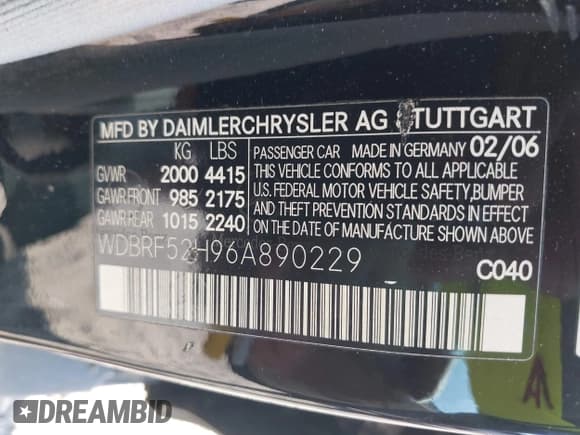 MFD BY DAIMLERCHRYSLER AG STUTTGART
KG LBS
GVWR 2000 4415
GAWR FRONT 985 2175
GAWR REAR 1015 2240
PASSENGER CAR MADE IN GERMANY 02/06
THIS VEHICLE CONFORMS TO ALL APPLICABLE
U.S. FEDERAL MOTOR VEHICLE SAFETY,BUMPER
AND THEFT PREVENTION STANDARDS IN EFFECT
ON THE DATE OF MANUFACTURE SHOWN ABOVE
WDBRF52H96A890229
C040
DREAMBID